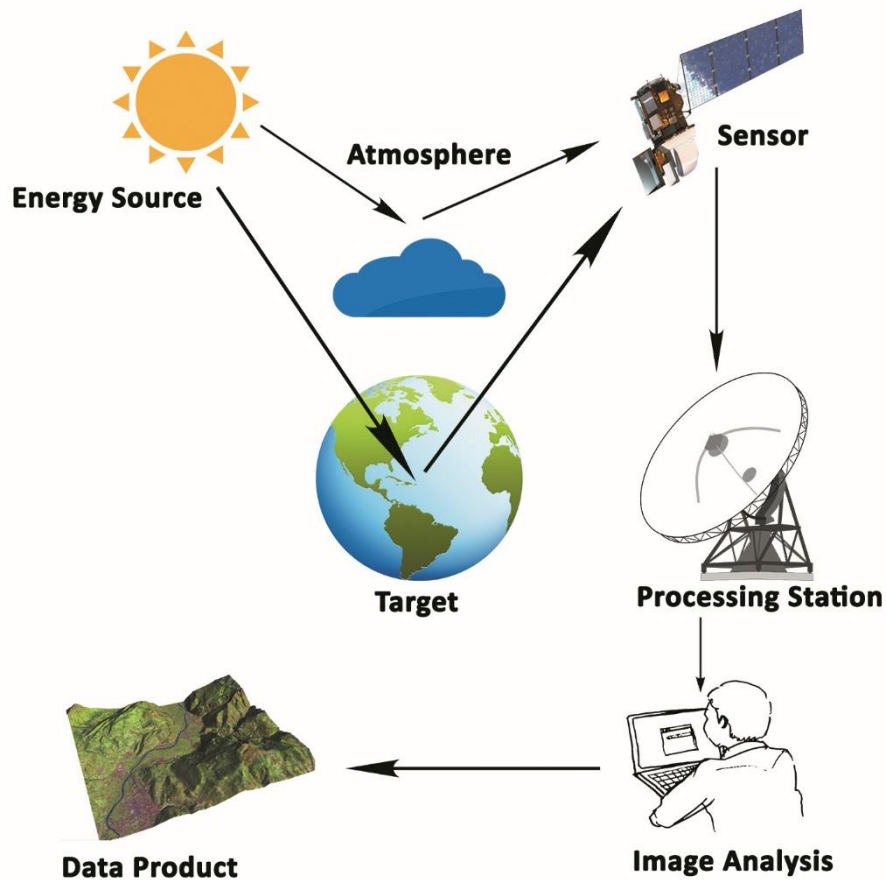 Atmosphere
Sensor
Energy Source
Target
Processing Station
Data Product
Image Analysis